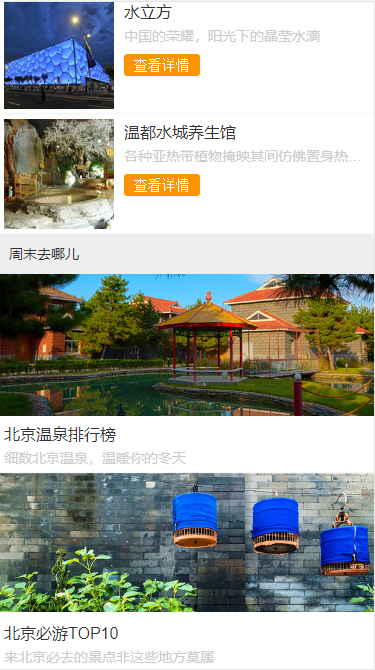 水立方
中国的荣耀，阳光下的晶莹水滴
查看详情
温都水城养生馆
各种亚热带植物掩映其间仿佛置身热…
查看详情
周末去哪儿
北京温泉排行榜
细数北京温泉，温暖你的冬天
北京必游TOP10
来北京必去的景点非这些地方莫属